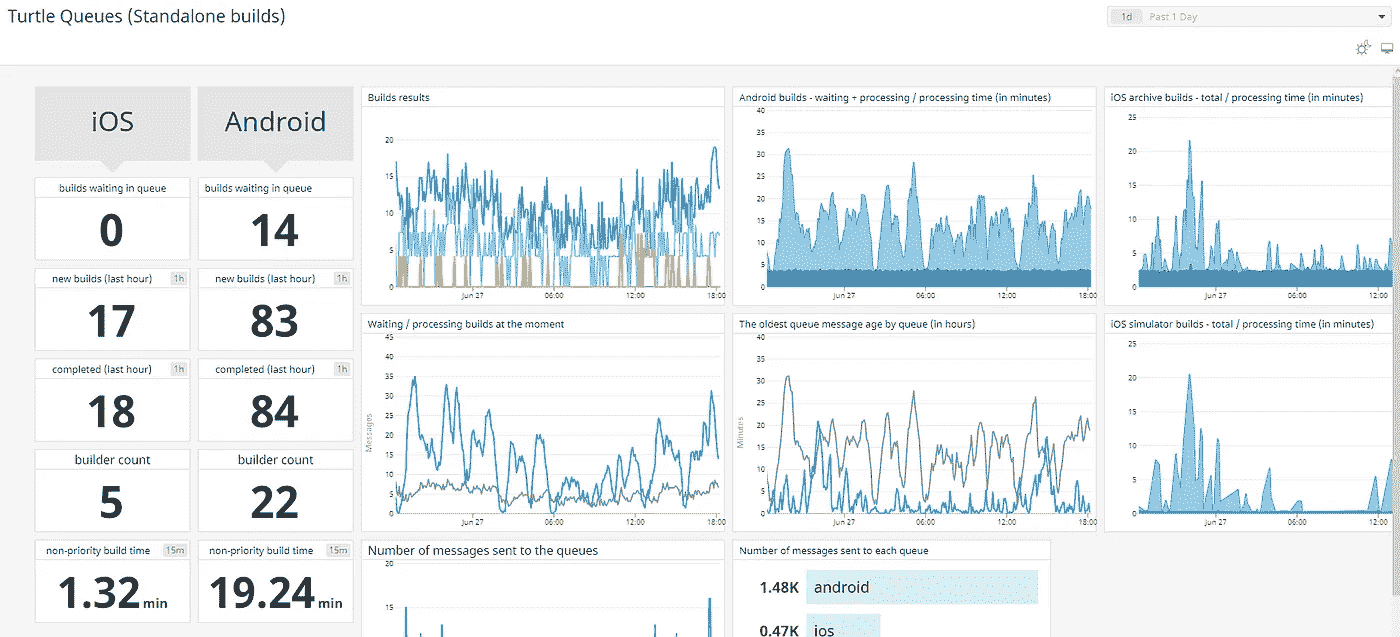 Turtle Queues (Standalone builds)
1d Past 1 Day
iOS
Android
builds waiting in queue
0
builds waiting in queue
14
new builds (last hour) 1h
17
new builds (last hour) 1h
83
completed (last hour) 1h
18
completed (last hour) 1h
84
builder count
5
builder count
22
non-priority build time 15m
1.32 min
non-priority build time 15m
19.24 min
Builds results
20
15
10
5
0
Jun 27 06:00 12:00 18:00
Android builds - waiting + processing / processing time (in minutes)
40
35
30
25
20
15
10
5
0
Jun 27 06:00 12:00 18:00
iOS archive builds - total / processing time (in minutes)
25
20
15
10
5
0
Jun 27 06:00 12:00
Waiting / processing builds at the moment
Messages
45
40
35
30
25
20
15
10
5
0
Jun 27 06:00 12:00 18:00
The oldest queue message age by queue (in hours)
Minutes
40
35
30
25
20
15
10
5
0
Jun 27 06:00 12:00 18:00
iOS simulator builds - total / processing time (in minutes)
25
20
15
10
5
0
Jun 27 06:00 12:00
Number of messages sent to the queues
20
15
Number of messages sent to each queue
1.48K android
0.47K ios